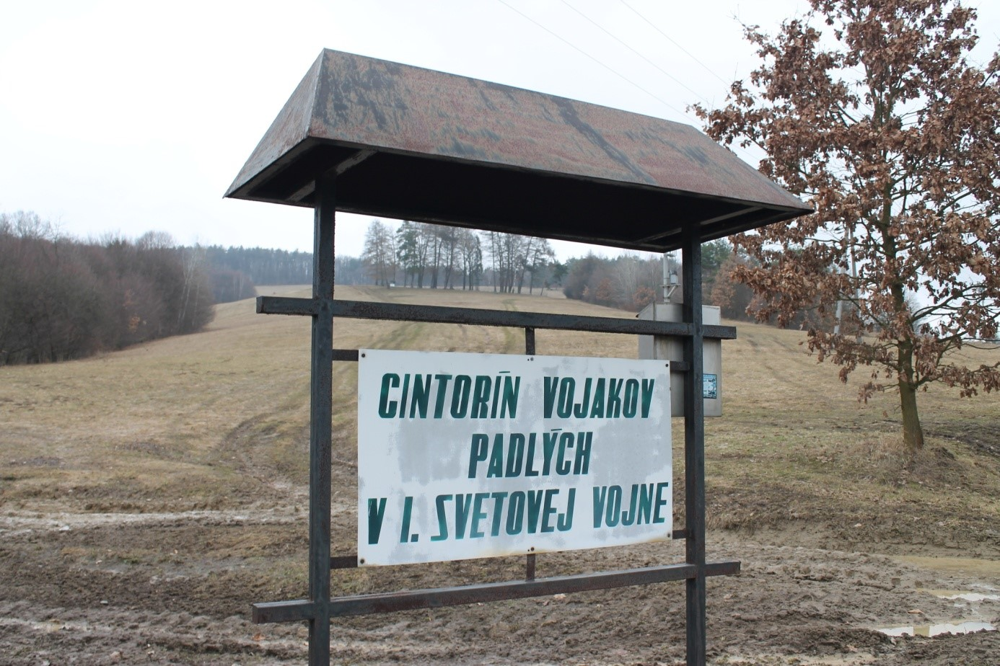 CINTORÍN VOJAKOV
PADLÝCH
V I. SVETOVEJ VOJNE